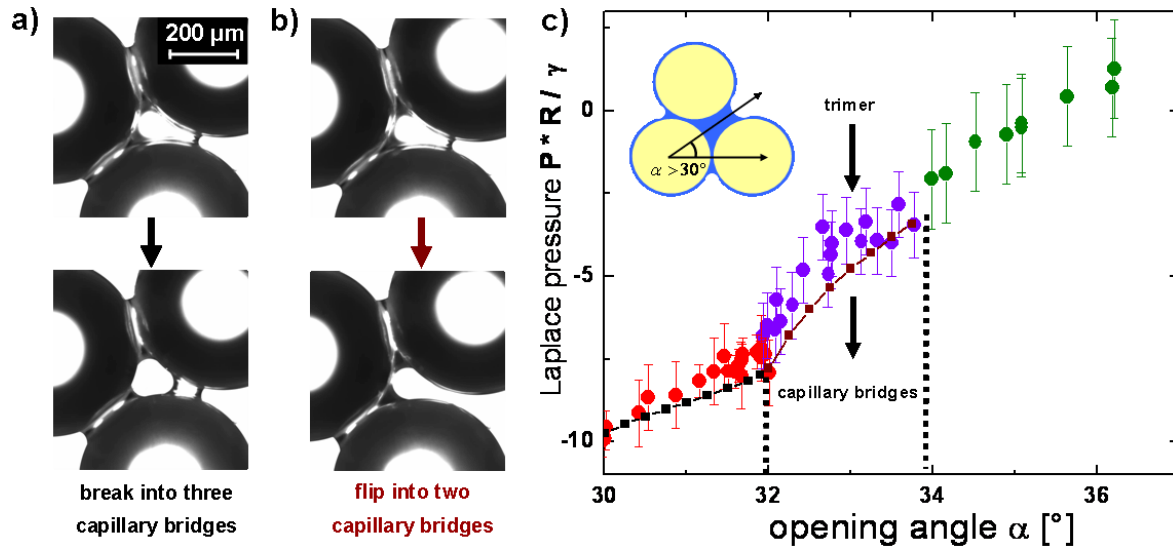 a)
200 µm
break into three
capillary bridges
b)
flip into two
capillary bridges
c)
Laplace pressure P*R / γ
0
-5
-10
α >30°
trimer
capillary bridges
30 32 34 36
opening angle α [°]